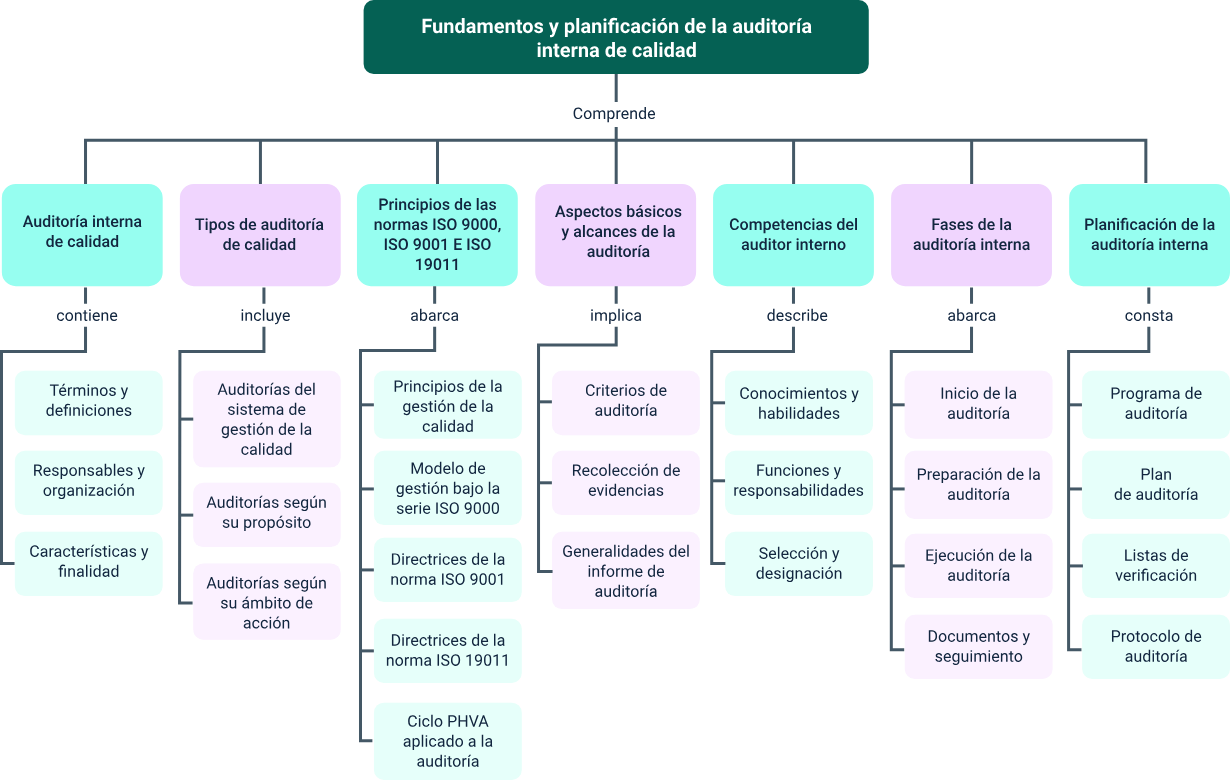 Fundamentos y planificación de la auditoría
interna de calidad
Comprende
Auditoría interna
de calidad
contiene
Términos y
definiciones
Responsables y
organización
Características y
finalidad
Tipos de auditoría
de calidad
incluye
Auditorías del
sistema de
gestión de la
calidad
Auditorías según
su propósito
Auditorías según
su ámbito de
acción
Principios de las
normas ISO 9000,
ISO 9001 E ISO
19011
abarca
Principios de la
gestión de la
calidad
Modelo de
gestión bajo la
serie ISO 9000
Directrices de la
norma ISO 9001
Directrices de la
norma ISO 19011
Ciclo PHVA
aplicado a la
auditoría
Aspectos básicos
y alcances de la
auditoría
implica
Criterios de
auditoría
Recolección de
evidencias
Generalidades del
informe de
auditoría
Competencias del
auditor interno
describe
Conocimientos y
habilidades
Funciones y
responsabilidades
Selección y
designación
Fases de la
auditoría interna
abarca
Inicio de la
auditoría
Preparación de la
auditoría
Ejecución de la
auditoría
Documentos y
seguimiento
Planificación de la
auditoría interna
consta
Programa de
auditoría
Plan
de auditoría
Listas de
verificación
Protocolo de
auditoría